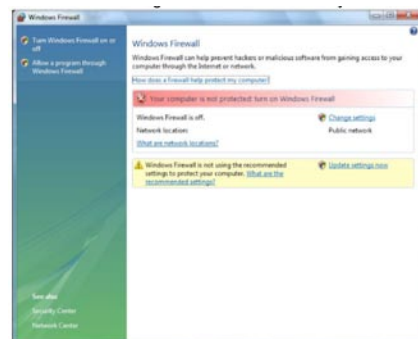 Windows Firewall
Turn Windows Firewall on or
off
Allow a program through
Windows Firewall
Windows Firewall
Windows Firewall can help prevent hackers or malicious software from gaining access to your
computer through the Internet or network.
How does a firewall help protect my computer?
Your computer is not protected: turn on Windows Firewall
Windows Firewall is off.
Change settings
Network location:
Public network
What are network locations?
Windows Firewall is not using the recommended
settings to protect your computer. What are the
recommended settings?
Update settings now
See also
Security Center
Network Center